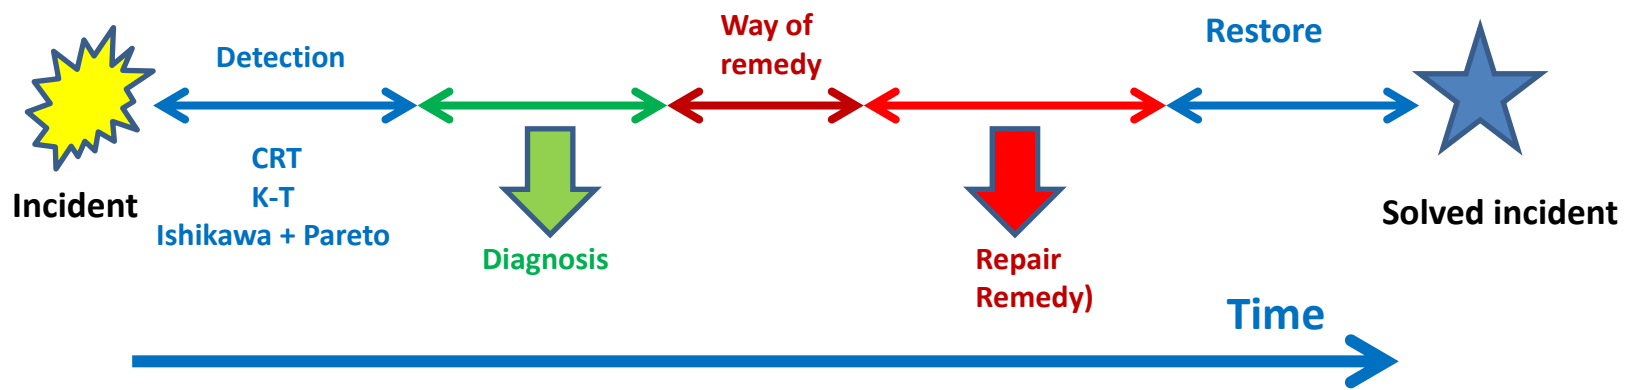 Incident
Detection
CRT
K-T
Ishikawa + Pareto
Diagnosis
Way of
remedy
Repair
Remedy)
Restore
Solved incident
Time